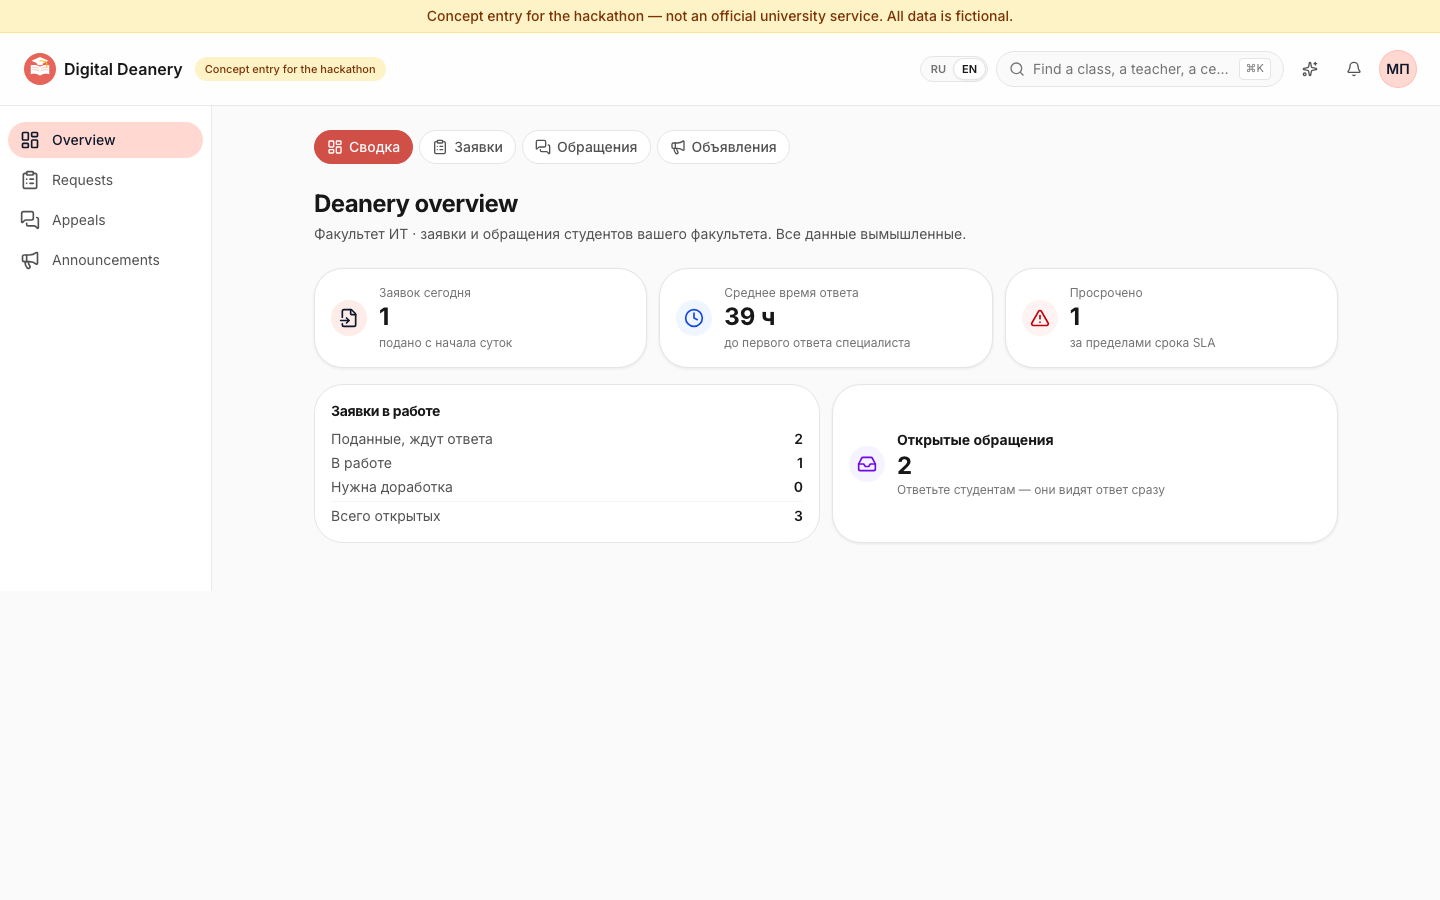 Concept entry for the hackathon — not an official university service. All data is fictional.
Digital Deanery
Concept entry for the hackathon
RU
EN
Find a class, a teacher, a ce...
⌘K
МП
Overview
Requests
Appeals
Announcements
Сводка
Заявки
Обращения
Объявления
Deanery overview
Факультет ИТ · заявки и обращения студентов вашего факультета. Все данные вымышленные.
Заявок сегодня
1
подано с начала суток
Среднее время ответа
39 ч
до первого ответа специалиста
Просрочено
1
за пределами срока SLA
Заявки в работе
Поданные, ждут ответа 2
В работе 1
Нужна доработка 0
Всего открытых 3
Открытые обращения
2
Ответьте студентам — они видят ответ сразу